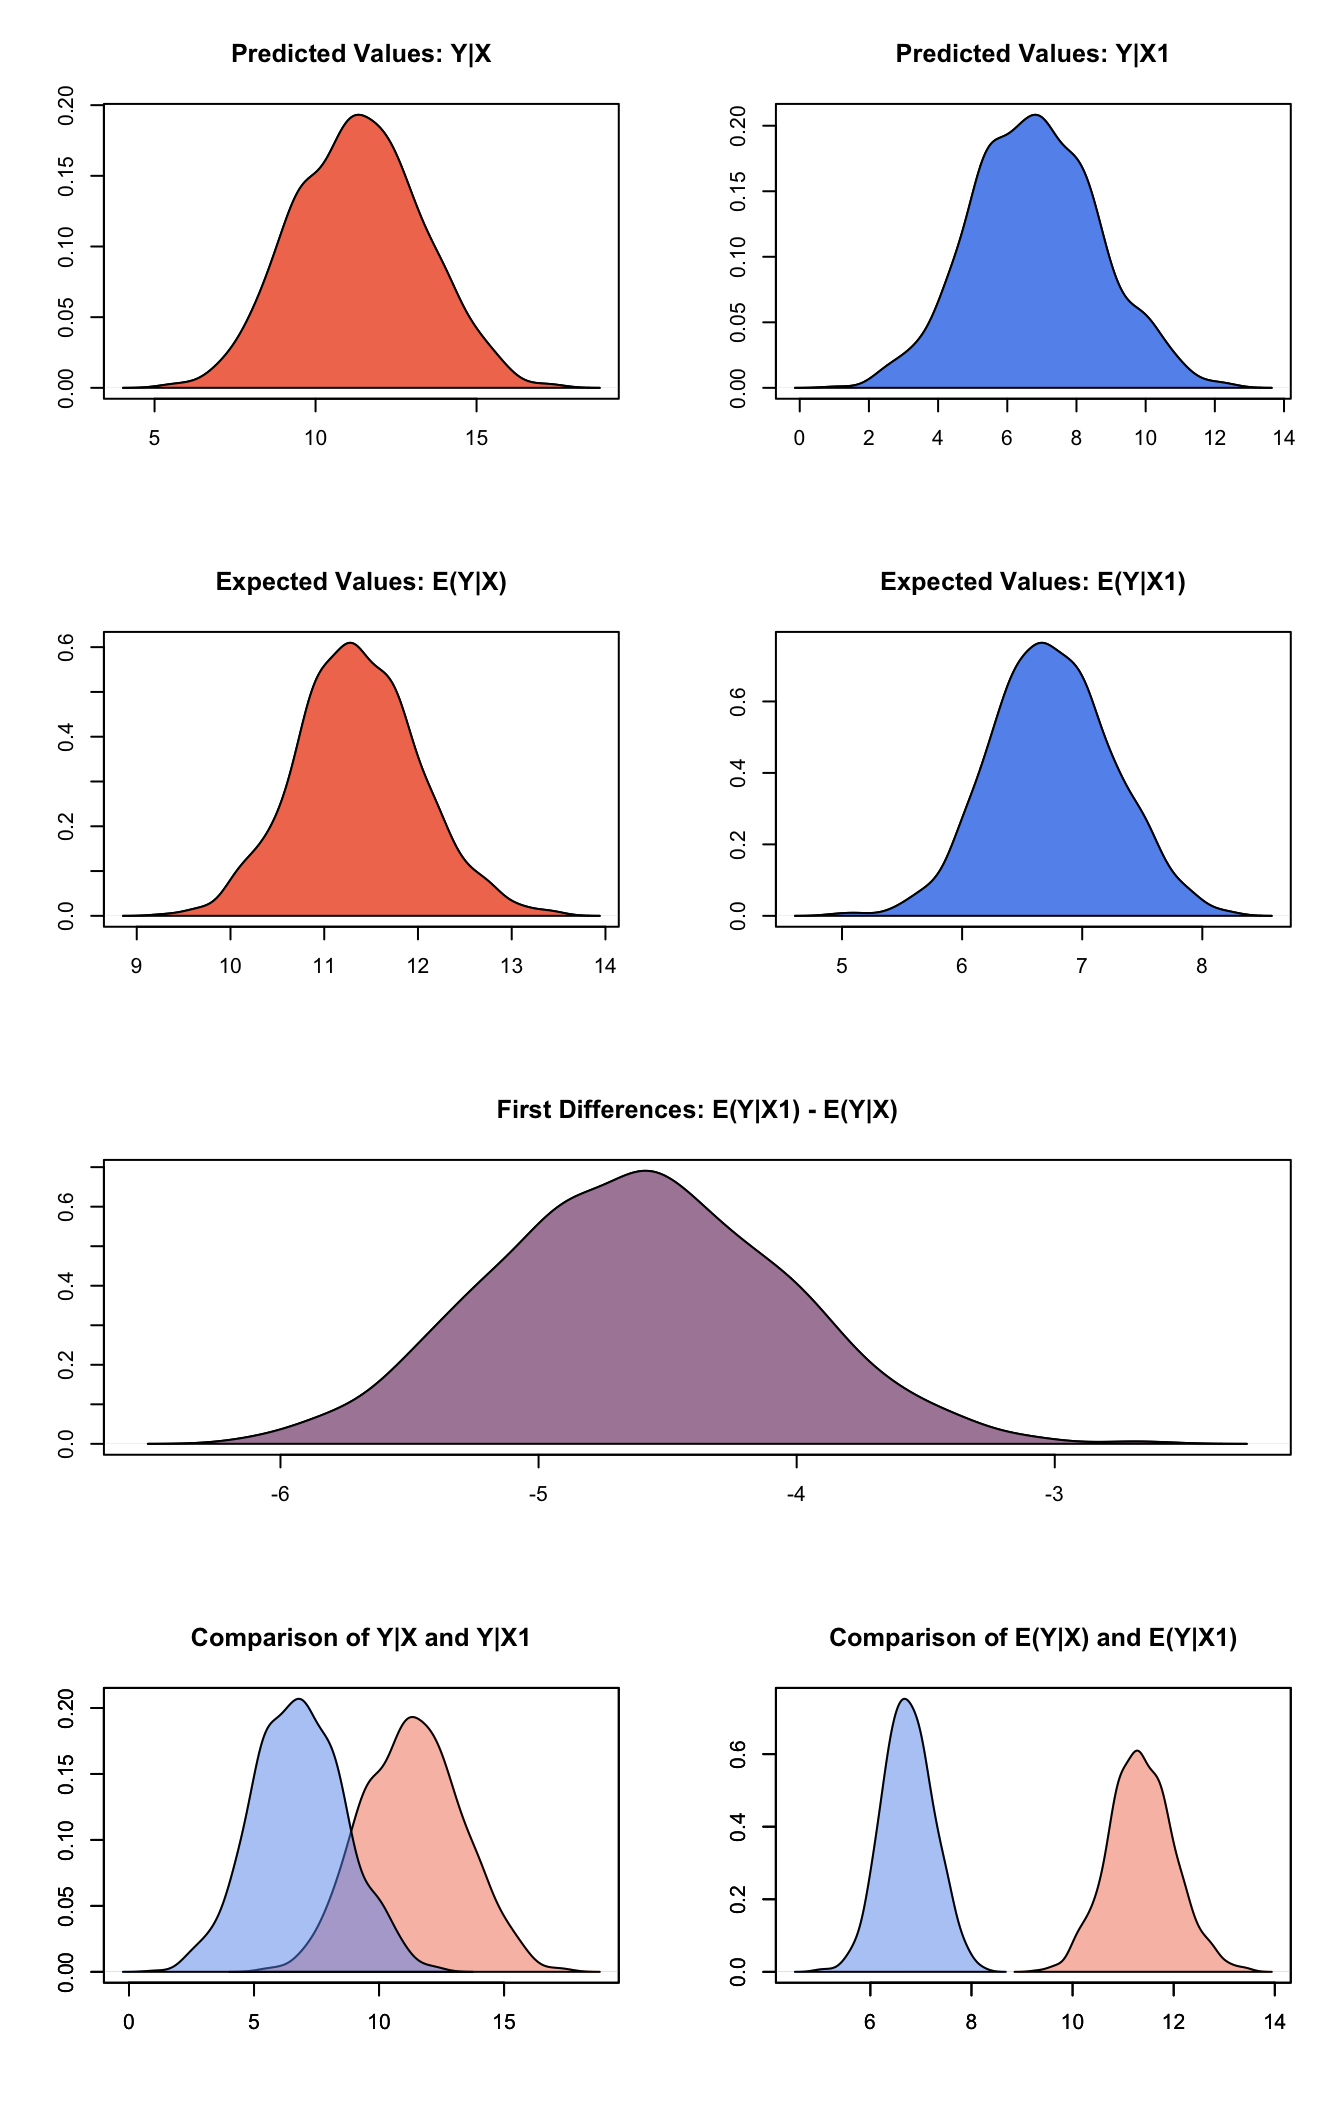 Predicted Values: Y|X
0.00 0.05 0.10 0.15 0.20
5 10 15
Predicted Values: Y|X1
0.00 0.05 0.10 0.15 0.20
0 2 4 6 8 10 12 14
Expected Values: E(Y|X)
0.0 0.2 0.4 0.6
9 10 11 12 13 14
Expected Values: E(Y|X1)
0.0 0.2 0.4 0.6
5 6 7 8
First Differences: E(Y|X1) - E(Y|X)
0.0 0.2 0.4 0.6
-6 -5 -4 -3
Comparison of Y|X and Y|X1
0.00 0.05 0.10 0.15 0.20
0 5 10 15
Comparison of E(Y|X) and E(Y|X1)
0.0 0.2 0.4 0.6
6 8 10 12 14